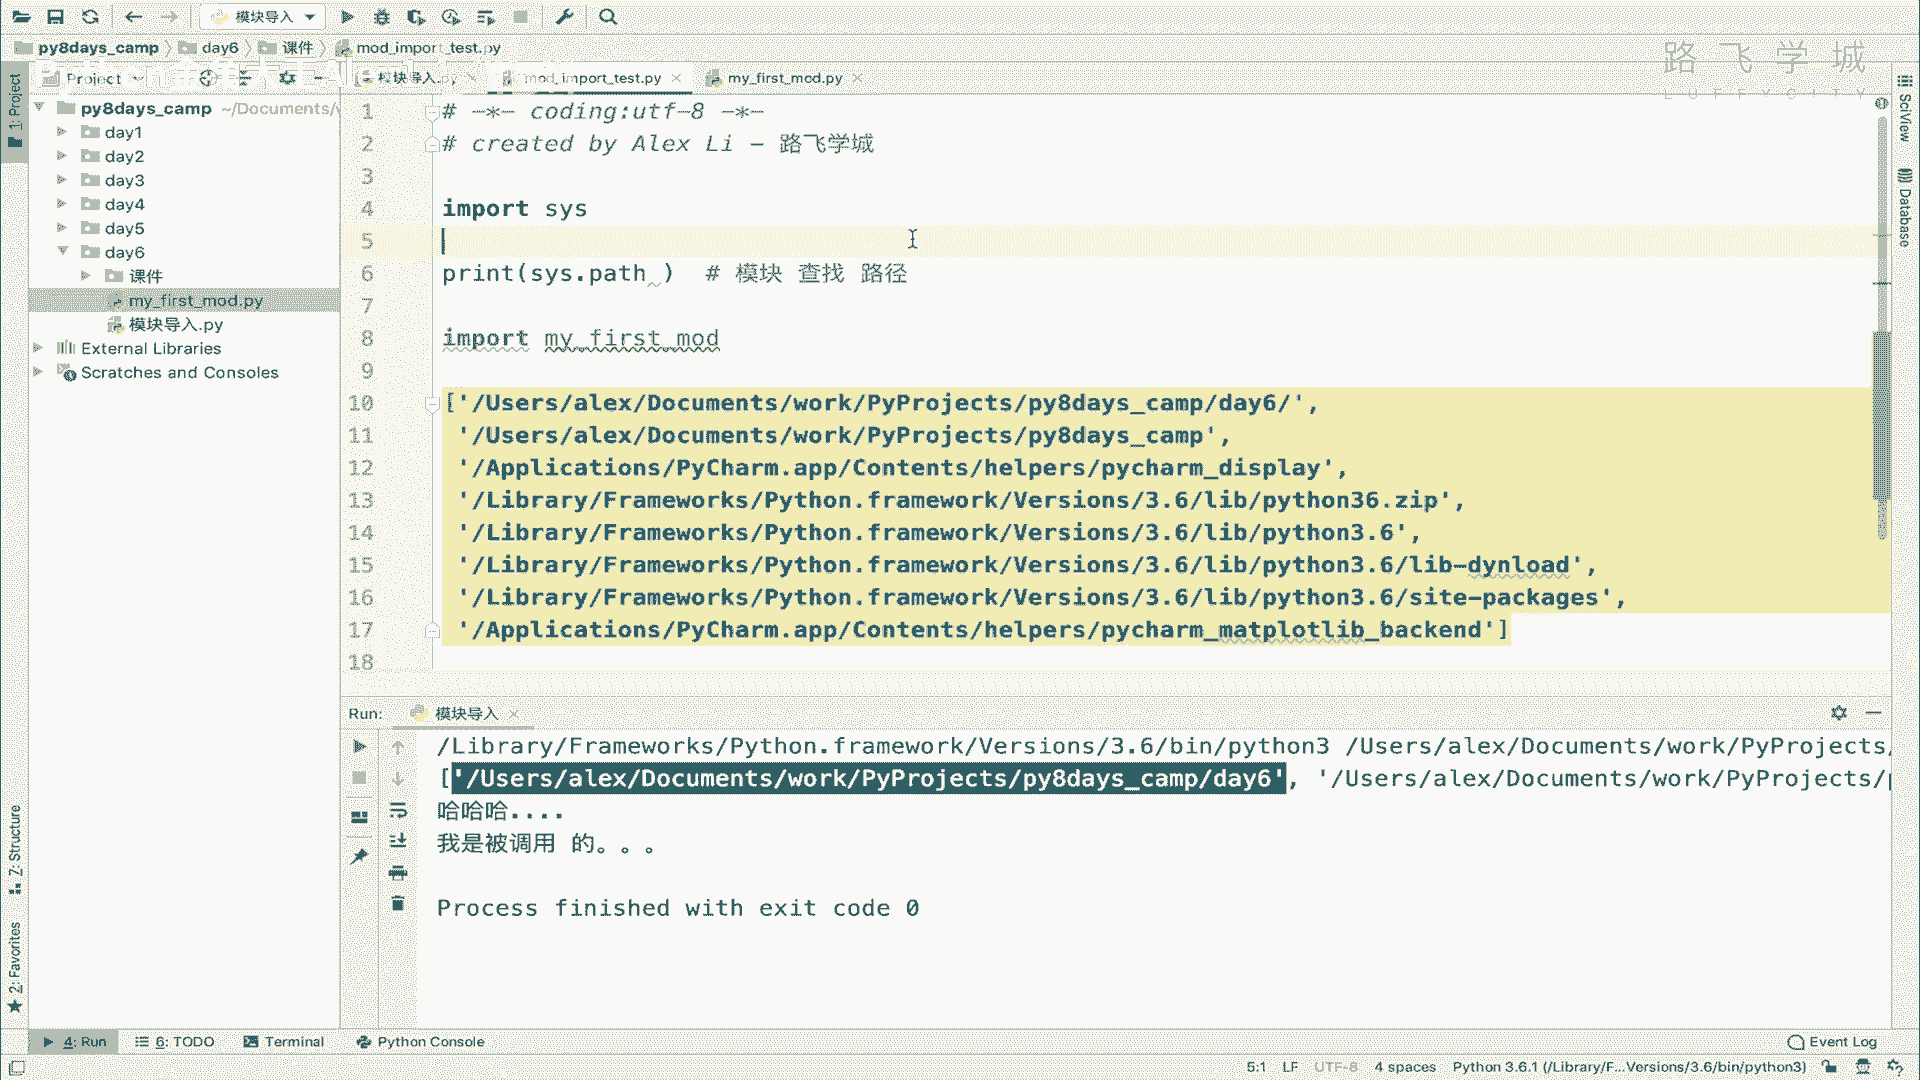 模块导入
py8days_camp day6 课件 mod_import_test.py
路飞学城
LUFFYCITY
Project
模块导入.py mod_import_test.py my_first_mod.py
1: Project
py8days_camp ~/Documents/
day1
day2
day3
day4
day5
day6
课件
my_first_mod.py
模块导入.py
External Libraries
Scratches and Consoles
1 # -*- coding:utf-8 -*-
2 # created by Alex Li - 路飞学城
3
4 import sys
5
6 print(sys.path )  # 模块 查找 路径
7
8 import my_first_mod
9
10 ['/Users/alex/Documents/work/PyProjects/py8days_camp/day6/',
11 '/Users/alex/Documents/work/PyProjects/py8days_camp',
12 '/Applications/PyCharm.app/Contents/helpers/pycharm_display',
13 '/Library/Frameworks/Python.framework/Versions/3.6/lib/python36.zip',
14 '/Library/Frameworks/Python.framework/Versions/3.6/lib/python3.6',
15 '/Library/Frameworks/Python.framework/Versions/3.6/lib/python3.6/lib-dynload',
16 '/Library/Frameworks/Python.framework/Versions/3.6/lib/python3.6/site-packages',
17 '/Applications/PyCharm.app/Contents/helpers/pycharm_matplotlib_backend']
18
SciView
Database
Run: 模块导入
/Library/Frameworks/Python.framework/Versions/3.6/bin/python3 /Users/alex/Documents/work/PyProjects/
['/Users/alex/Documents/work/PyProjects/py8days_camp/day6', '/Users/alex/Documents/work/PyProjects/
哈哈哈....
我是被调用 的。。。
Process finished with exit code 0
7: Structure
2: Favorites
4: Run 6: TODO Terminal Python Console Event Log
5:1 LF UTF-8 4 spaces Python 3.6.1 (/Library/F...Versions/3.6/bin/python3)